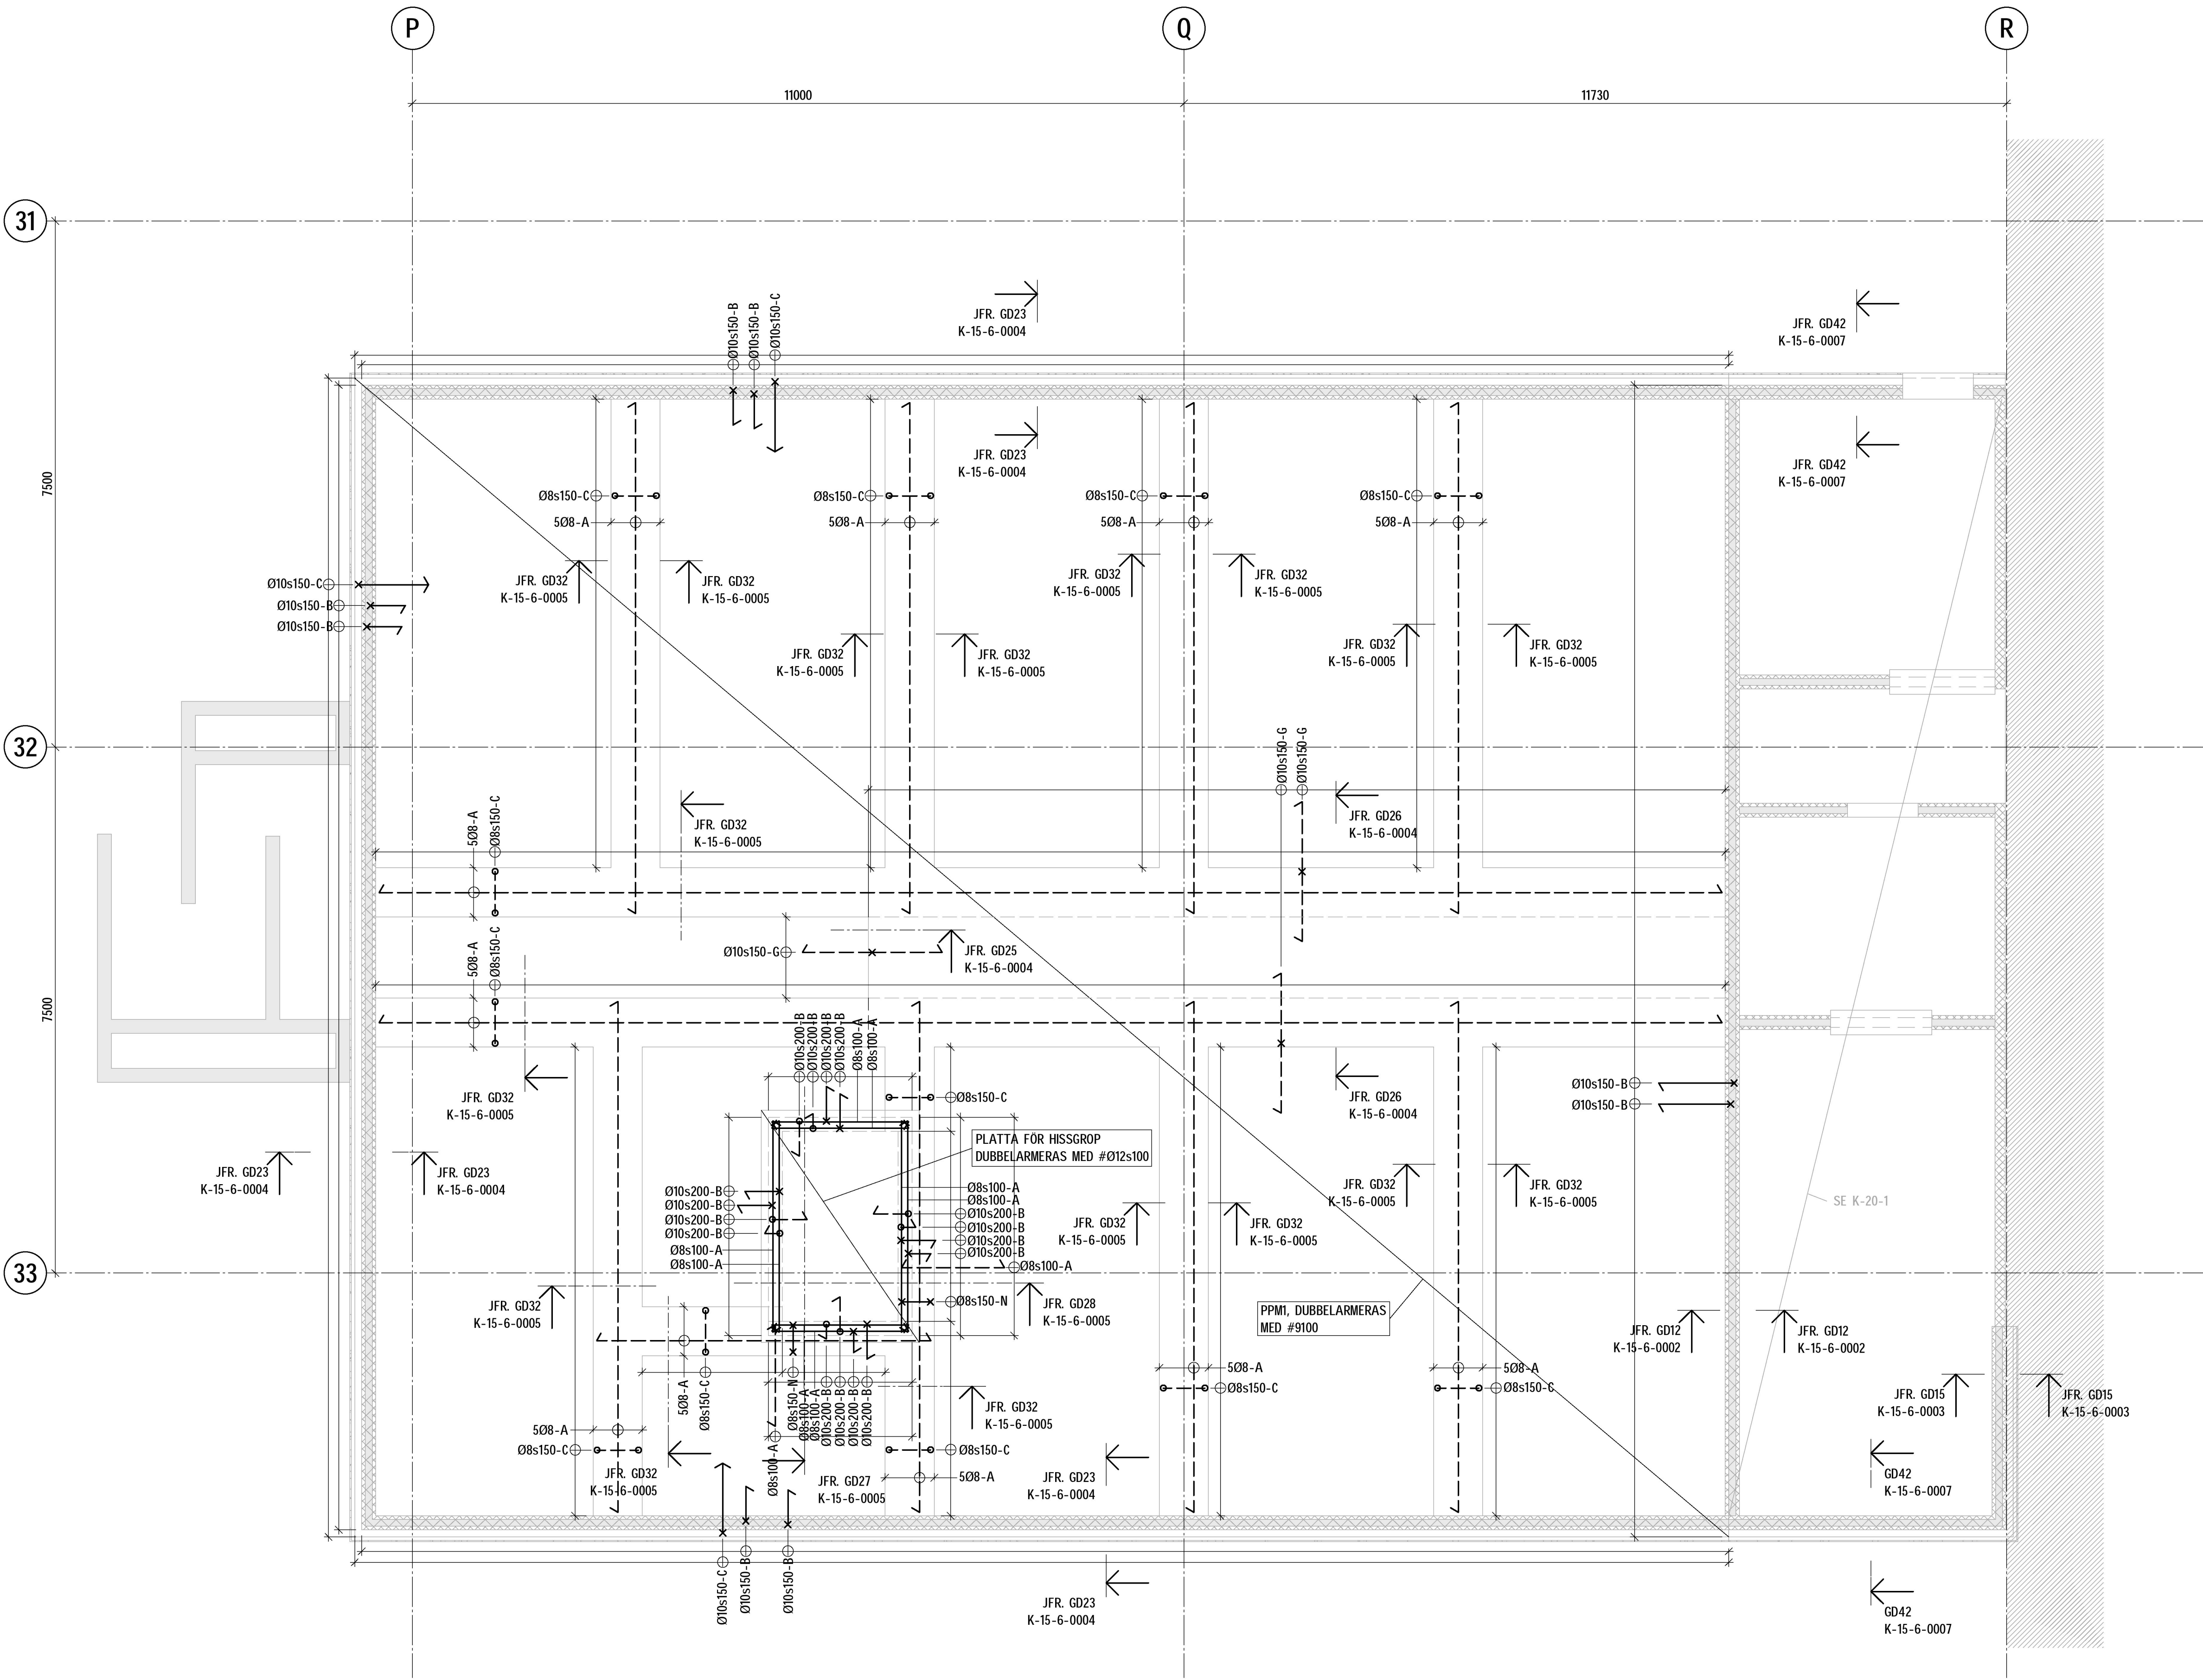 P
Q
R
11000
11730
31
7500
32
7500
33
Ø10s150-B
Ø10s150-B
Ø10s150-C
JFR. GD23
K-15-6-0004
JFR. GD42
K-15-6-0007
JFR. GD23
K-15-6-0004
JFR. GD42
K-15-6-0007
Ø8s150-C
5Ø8-A
Ø8s150-C
5Ø8-A
Ø8s150-C
5Ø8-A
Ø8s150-C
5Ø8-A
Ø10s150-C
Ø10s150-B
Ø10s150-B
JFR. GD32
K-15-6-0005
JFR. GD32
K-15-6-0005
JFR. GD32
K-15-6-0005
JFR. GD32
K-15-6-0005
JFR. GD32
K-15-6-0005
JFR. GD32
K-15-6-0005
JFR. GD32
K-15-6-0005
JFR. GD32
K-15-6-0005
Ø10s150-G
Ø10s150-G
JFR. GD32
K-15-6-0005
JFR. GD26
K-15-6-0004
5Ø8-A
Ø8s150-C
5Ø8-A
Ø8s150-C
Ø10s150-G
JFR. GD25
K-15-6-0004
Ø10s200-B
Ø10s200-B
Ø10s200-B
Ø10s200-B
Ø8s100-A
Ø8s100-A
JFR. GD32
K-15-6-0005
Ø8s150-C
JFR. GD26
K-15-6-0004
Ø10s150-B
Ø10s150-B
PLATTA FÖR HISSGROP
DUBBELARMERAS MED #Ø12s100
JFR. GD23
K-15-6-0004
JFR. GD23
K-15-6-0004
Ø10s200-B
Ø10s200-B
Ø10s200-B
Ø10s200-B
Ø8s100-A
Ø8s100-A
Ø8s100-A
Ø8s100-A
Ø10s200-B
Ø10s200-B
Ø10s200-B
Ø10s200-B
Ø8s100-A
Ø8s150-N
JFR. GD32
K-15-6-0005
JFR. GD32
K-15-6-0005
JFR. GD32
K-15-6-0005
JFR. GD32
K-15-6-0005
SE K-20-1
JFR. GD32
K-15-6-0005
JFR. GD28
K-15-6-0005
PPM1, DUBBELARMERAS
MED #9100
JFR. GD12
K-15-6-0002
JFR. GD12
K-15-6-0002
5Ø8-A
Ø8s150-C
Ø8s150-N
Ø8s100-A
Ø8s100-A
Ø10s200-B
Ø10s200-B
Ø10s200-B
Ø10s200-B
5Ø8-A
Ø8s150-C
5Ø8-A
Ø8s150-C
JFR. GD32
K-15-6-0005
JFR. GD15
K-15-6-0003
JFR. GD15
K-15-6-0003
5Ø8-A
Ø8s150-C
JFR. GD32
K-15-6-0005
Ø8s100-A
JFR. GD27
K-15-6-0005
Ø8s150-C
5Ø8-A
JFR. GD23
K-15-6-0004
GD42
K-15-6-0007
Ø10s150-C
Ø10s150-B
Ø10s150-B
JFR. GD23
K-15-6-0004
GD42
K-15-6-0007